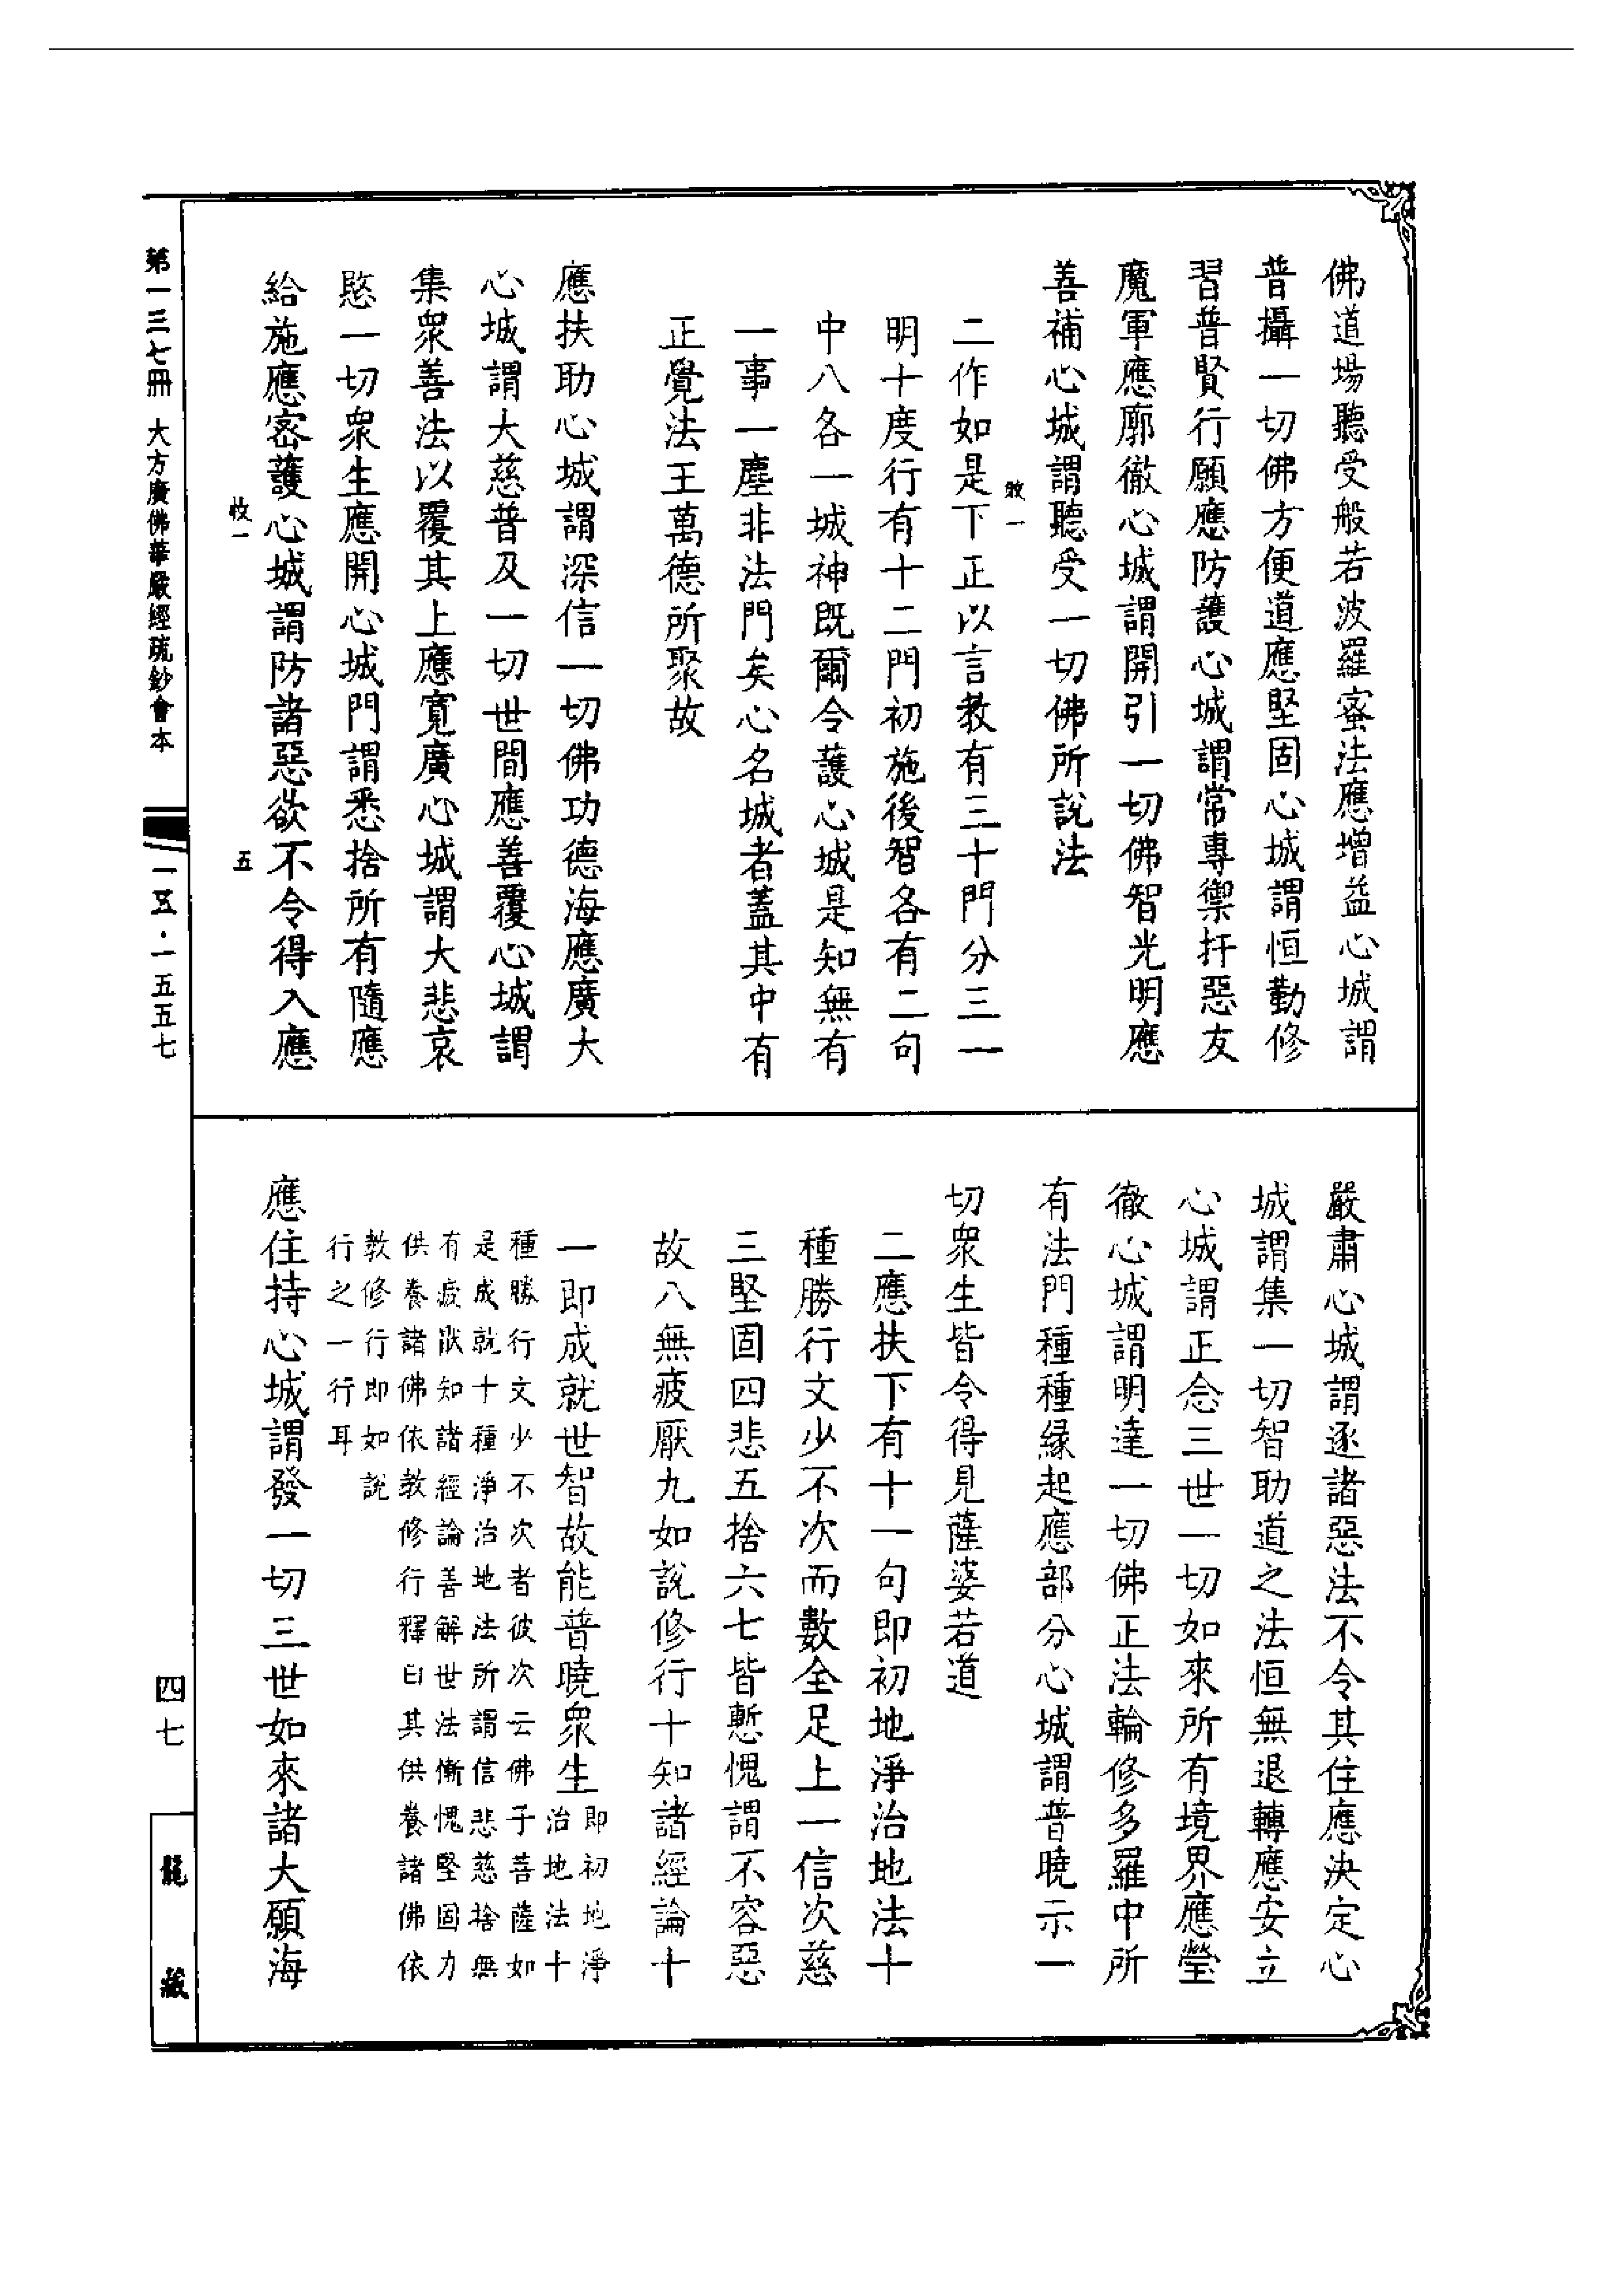 佛道場聽受般若波羅蜜法應增益心城謂
普攝一切佛方便道應堅固心城謂恒勤修
習普賢行願應防護心城謂常專禦扞惡友
魔軍應廓徹心城謂開引一切佛智光明應
善補心城謂聽受一切佛所說法
二作如是下正以言教有三十門分三一
明十度行有十二門初施後智各有二句
中八各一城神既爾令護心城是知無有
一事一塵非法門矣心名城者蓋其中有
正覺法王萬德所聚故
應扶助心城謂深信一切佛功德海應廣大
心城謂大慈普及一切世間應善覆心城謂
集眾善法以覆其上應寬廣心城謂大悲哀
愍一切眾生應開心城門謂悉捨所有隨應
給施應密護心城謂防諸惡欲不令得入應
五
嚴肅心城謂逐諸惡法不令其住應決定心
城謂集一切智助道之法恒無退轉應安立
心城謂正念三世一切如來所有境界應瑩
徹心城謂明達一切佛正法輪修多羅中所
有法門種種緣起應部分心城謂普曉示一
切眾生皆令得見薩婆若道
二應扶下有十一句即初地淨治地法十
種勝行文少不次而數全足上一信次慈
三堅固四悲五捨六七皆慙愧謂不容惡
故八無疲厭九如說修行十知諸經論十
一即成就世智故能普曉眾生即初地淨
治地法十
種勝行文少不次者彼次云佛子菩薩如
是成就十種淨治地法所謂信悲慈捨無
有疲厭知諸經論善解世法慚愧堅固力
供養諸佛依教修行釋曰其供養諸佛依
教修行即如說
行之一行耳
應住持心城謂發一切三世如來諸大願海
第一三七冊 大方廣佛華嚴經疏鈔會本
一五·一五五七
四七
龍藏